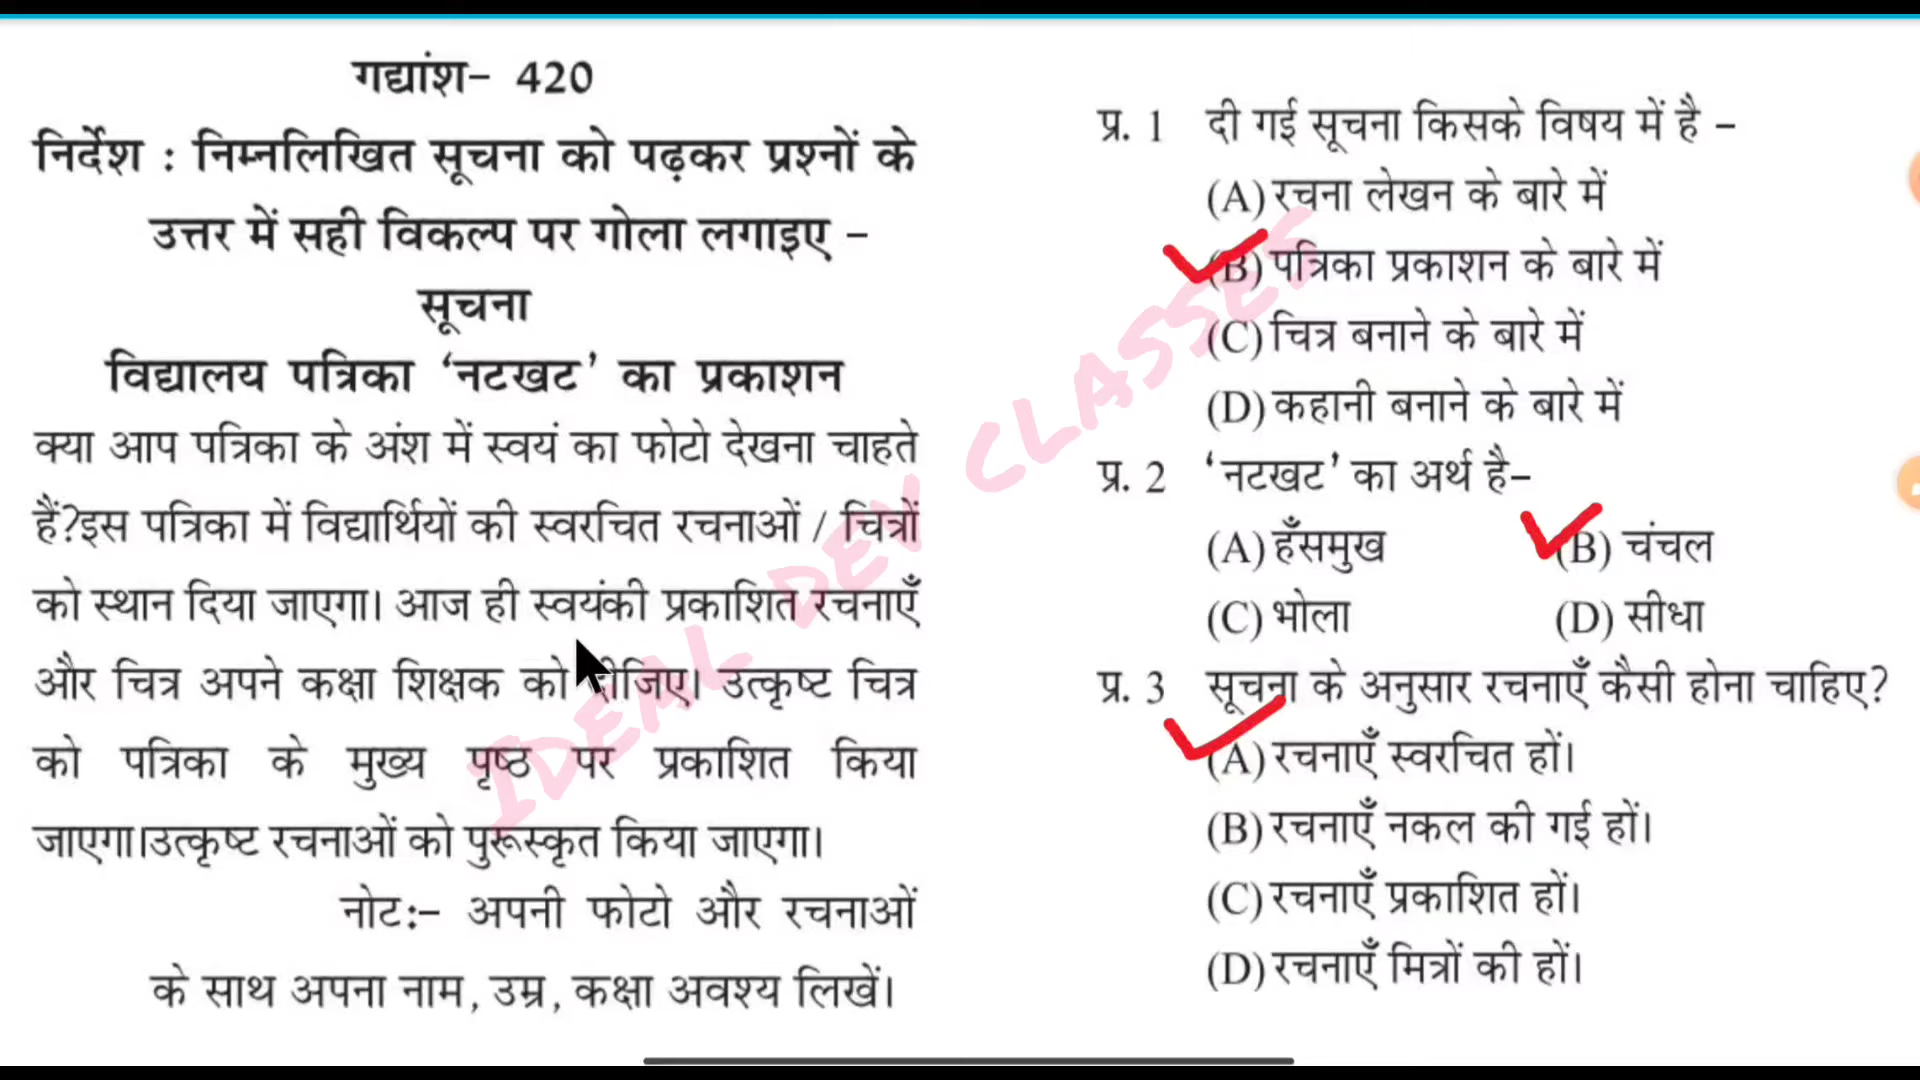 गद्यांश- 420
निर्देश : निम्नलिखित सूचना को पढ़कर प्रश्नों के
उत्तर में सही विकल्प पर गोला लगाइए -
सूचना
विद्यालय पत्रिका ‘नटखट’ का प्रकाशन
क्या आप पत्रिका के अंश में स्वयं का फोटो देखना चाहते
हैं?इस पत्रिका में विद्यार्थियों की स्वरचित रचनाओं / चित्रों
को स्थान दिया जाएगा। आज ही स्वयंकी प्रकाशित रचनाएँ
और चित्र अपने कक्षा शिक्षक को दीजिए। उत्कृष्ट चित्र
को पत्रिका के मुख्य पृष्ठ पर प्रकाशित किया
जाएगा।उत्कृष्ट रचनाओं को पुरूस्कृत किया जाएगा।
नोट:- अपनी फोटो और रचनाओं
के साथ अपना नाम, उम्र, कक्षा अवश्य लिखें।
प्र. 1 दी गई सूचना किसके विषय में है -
(A) रचना लेखन के बारे में
(B) पत्रिका प्रकाशन के बारे में
(C) चित्र बनाने के बारे में
(D) कहानी बनाने के बारे में
प्र. 2 ‘नटखट’ का अर्थ है-
(A) हँसमुख (B) चंचल
(C) भोला (D) सीधा
प्र. 3 सूचना के अनुसार रचनाएँ कैसी होना चाहिए?
(A) रचनाएँ स्वरचित हों।
(B) रचनाएँ नकल की गई हों।
(C) रचनाएँ प्रकाशित हों।
(D) रचनाएँ मित्रों की हों।
IDEAL DEV CLASSES